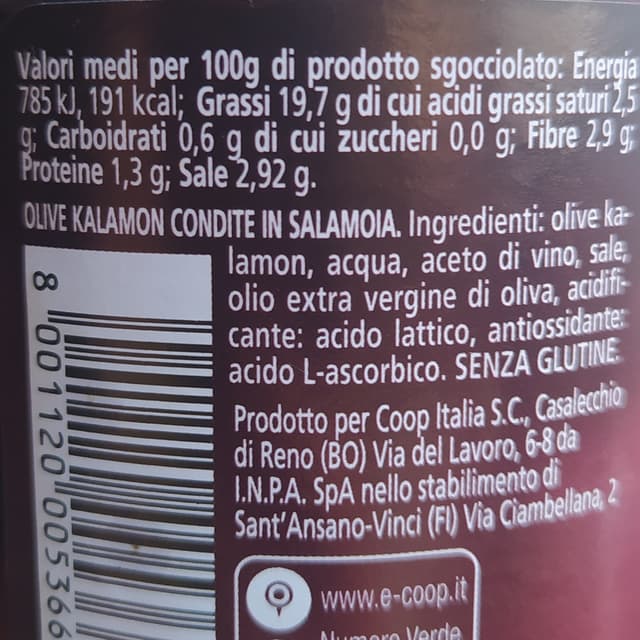 Valori medi per 100g di prodotto sgocciolato: Energia
785 kJ, 191 kcal; Grassi 19,7 g di cui acidi grassi saturi 2,5
g; Carboidrati 0,6 g di cui zuccheri 0,0 g; Fibre 2,9 g;
Proteine 1,3 g; Sale 2,92 g.
OLIVE KALAMON CONDITE IN SALAMOIA. Ingredienti: olive ka-
lamon, acqua, aceto di vino, sale,
olio extra vergine di oliva, acidifi-
cante: acido lattico, antiossidante:
acido L-ascorbico. SENZA GLUTINE.
Prodotto per Coop Italia S.C., Casalecchio
di Reno (BO) Via del Lavoro, 6-8 da
I.N.P.A. SpA nello stabilimento di
Sant'Ansano-Vinci (FI) Via Ciambellana, 2
www.e-coop.it
Numero Verde
8 001120 005366